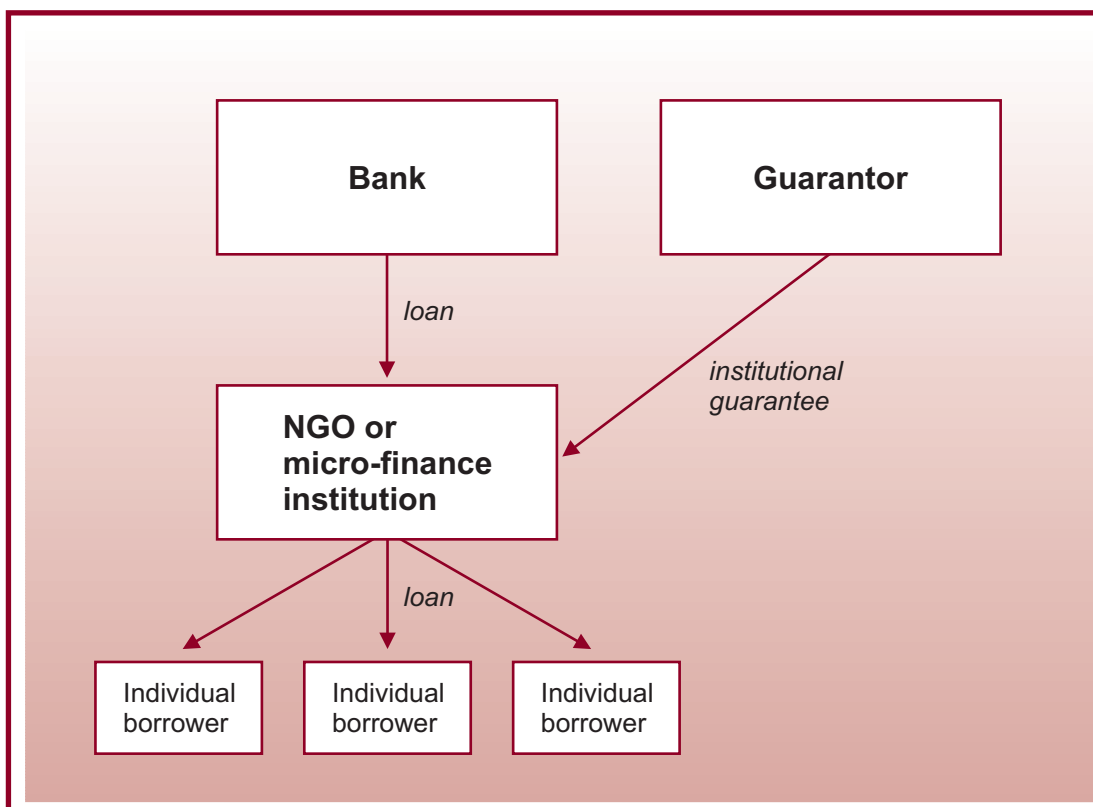 Bank
Guarantor
loan
institutional
guarantee
NGO or
micro-finance
institution
loan
Individual
borrower
Individual
borrower
Individual
borrower